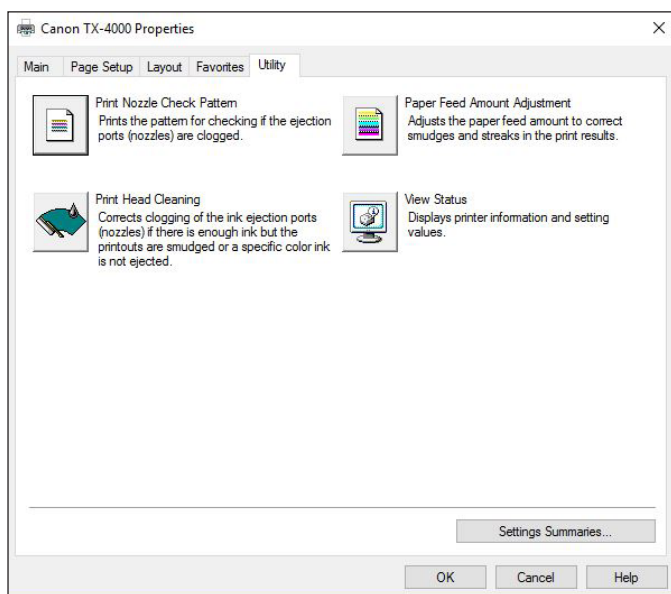 Canon TX-4000 Properties
Main Page Setup Layout Favorites Utility
Print Nozzle Check Pattern
Prints the pattern for checking if the ejection
ports (nozzles) are clogged.
Paper Feed Amount Adjustment
Adjusts the paper feed amount to correct
smudges and streaks in the print results.
Print Head Cleaning
Corrects clogging of the ink ejection ports
(nozzles) if there is enough ink but the
printouts are smudged or a specific color ink
is not ejected.
View Status
Displays printer information and setting
values.
Settings Summaries...
OK Cancel Help